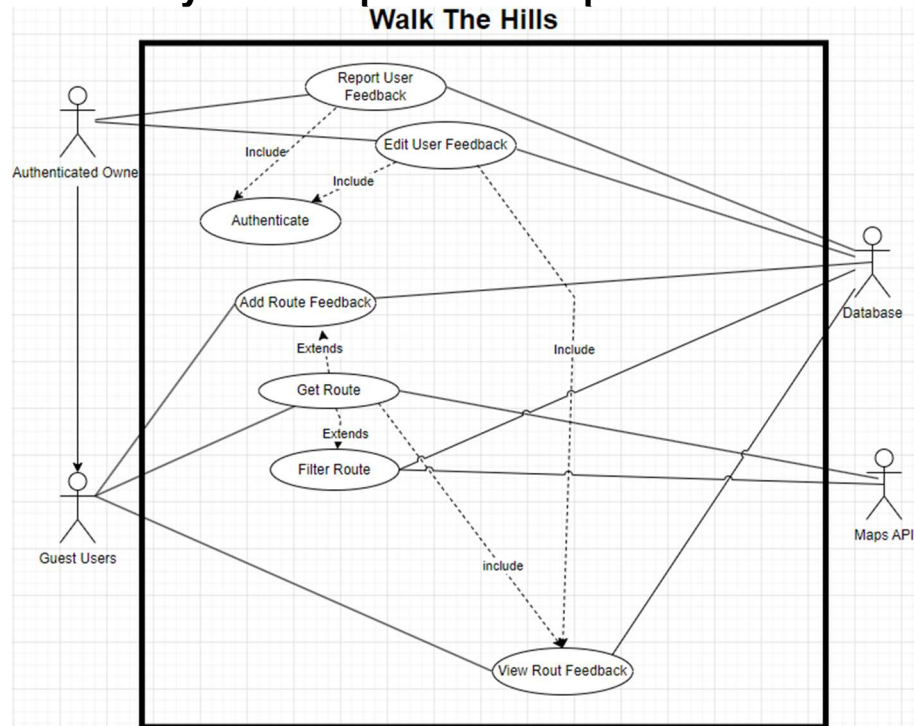 Walk The Hills
Report User
Feedback
Edit User Feedback
Include
Include
Authenticated Owne
Authenticate
Add Route Feedback
Database
Extends
Include
Get Route
Extends
Filter Route
Maps API
Guest Users
include
View Rout Feedback